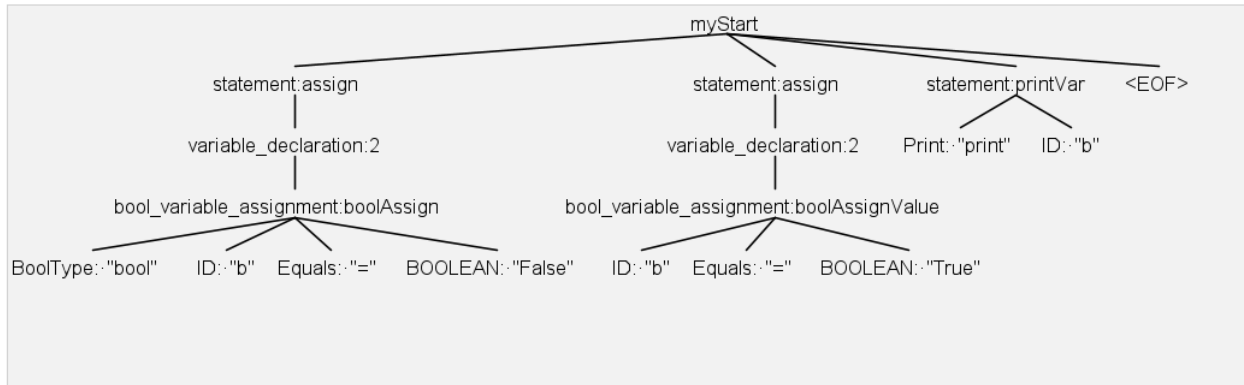 myStart
statement:assign statement:assign statement:printVar <EOF>
variable_declaration:2 variable_declaration:2 Print:·"print" ID:·"b"
bool_variable_assignment:boolAssign bool_variable_assignment:boolAssignValue
BoolType:·"bool" ID:·"b" Equals:·"=" BOOLEAN:·"False" ID:·"b" Equals:·"=" BOOLEAN:·"True"